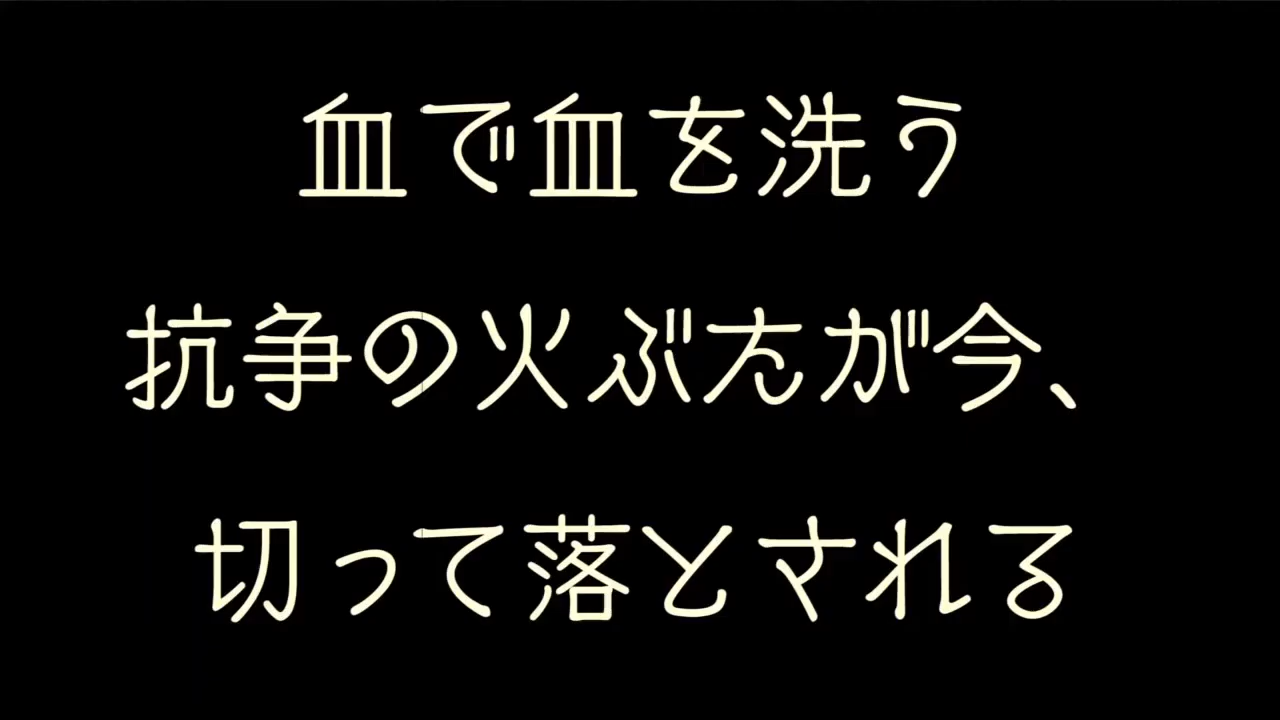 血で血を洗う
抗争の火ぶたが今、
切って落とされる